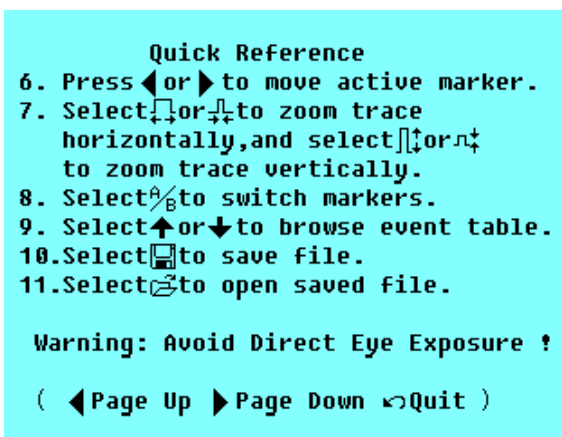 Quick Reference
6. Press ◀ or ▶ to move active marker.
7. Select or to zoom trace
horizontally,and select or
to zoom trace vertically.
8. Select A/B to switch markers.
9. Select ↑ or ↓ to browse event table.
10.Select to save file.
11.Select to open saved file.
Warning: Avoid Direct Eye Exposure !
( ◀ Page Up ▶ Page Down ↶ Quit )